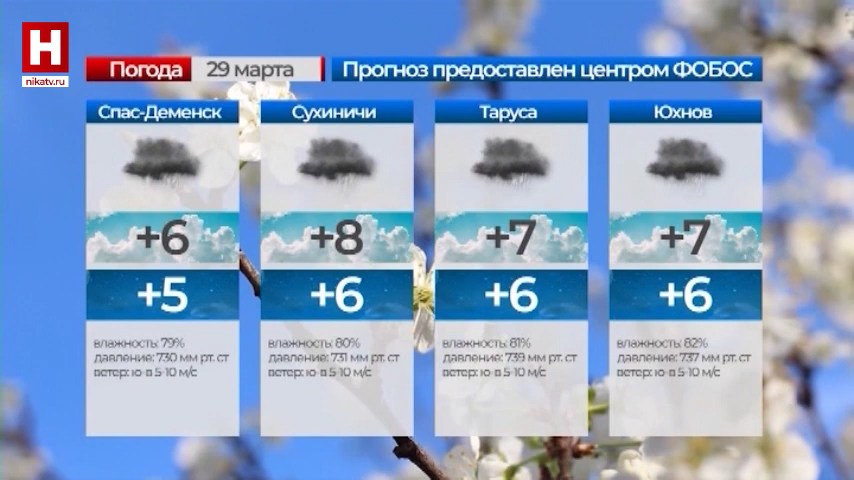 Н
nikatv.ru
Погода 29 марта Прогноз предоставлен центром ФОБОС
Спас-Деменск
+6
+5
влажность: 79%
давление: 730 мм рт. ст
ветер: ю-в 5-10 м/с
Сухиничи
+8
+6
влажность: 80%
давление: 731 мм рт. ст
ветер: ю-в 5-10 м/с
Таруса
+7
+6
влажность: 81%
давление: 739 мм рт. ст
ветер: ю-в 5-10 м/с
Юхнов
+7
+6
влажность: 82%
давление: 737 мм рт. ст
ветер: ю-в 5-10 м/с